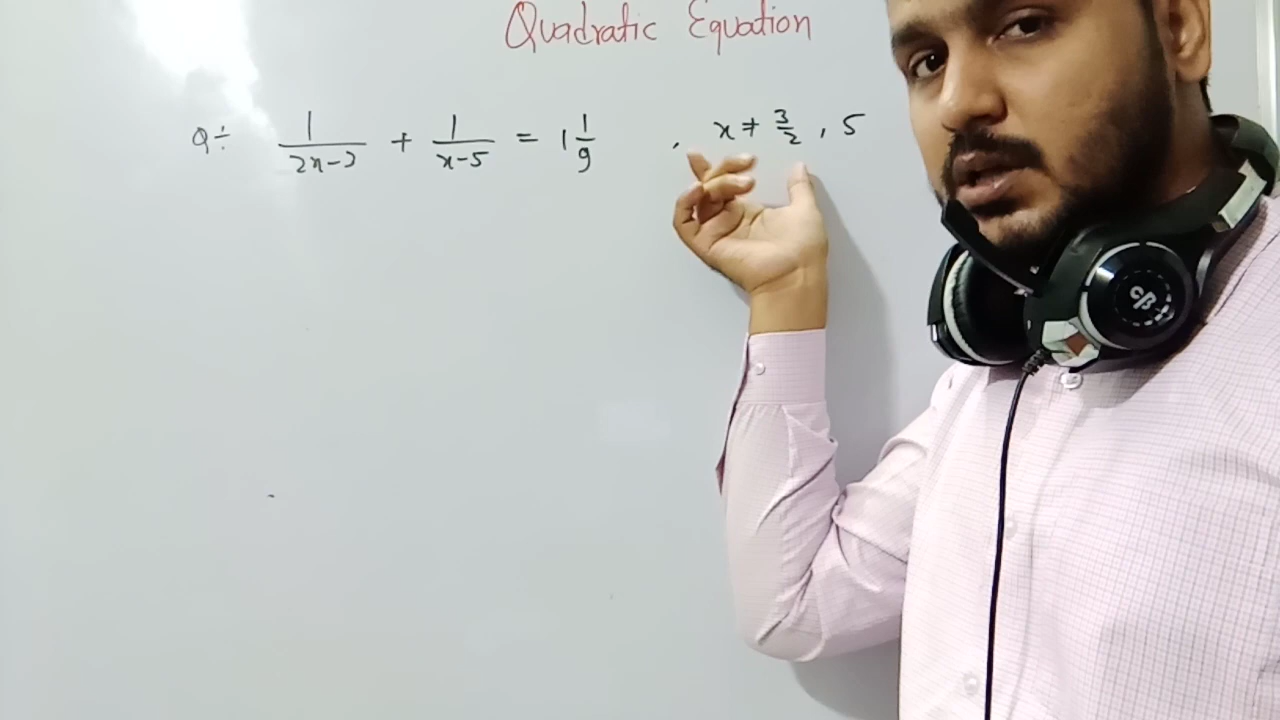 Quadratic Equation
Q÷ 1/(2x-3) + 1/(x-5) = 1 1/9 , x ≠ 3/2 , 5